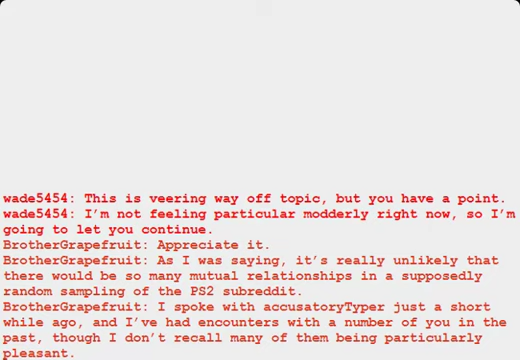 wade5454: This is veering way off topic, but you have a point.
wade5454: I'm not feeling particular modderly right now, so I'm
going to let you continue.
BrotherGrapefruit: Appreciate it.
BrotherGrapefruit: As I was saying, it's really unlikely that
there would be so many mutual relationships in a supposedly
random sampling of the PS2 subreddit.
BrotherGrapefruit: I spoke with accusatoryTyper just a short
while ago, and I've had encounters with a number of you in the
past, though I don't recall many of them being particularly
pleasant.